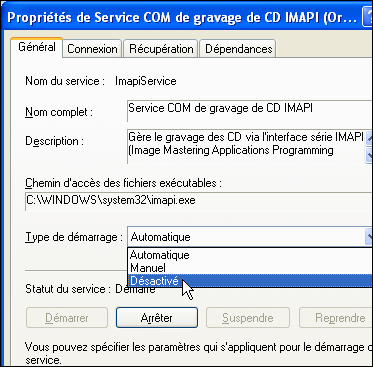 Propriétés de Service COM de gravage de CD IMAPI (Or...
Général Connexion Récupération Dépendances
Nom du service : ImapiService
Nom complet : Service COM de gravage de CD IMAPI
Description : Gère le gravage des CD via l'interface série IMAPI
(Image Mastering Applications Programming
Chemin d'accès des fichiers exécutables :
C:\WINDOWS\system32\imapi.exe
Type de démarrage : Automatique
Automatique
Manuel
Désactivé
Statut du service : Démarré
Démarrer Arrêter Suspendre Reprendre
Vous pouvez spécifier les paramètres qui s'appliquent pour le démarrage d
service.